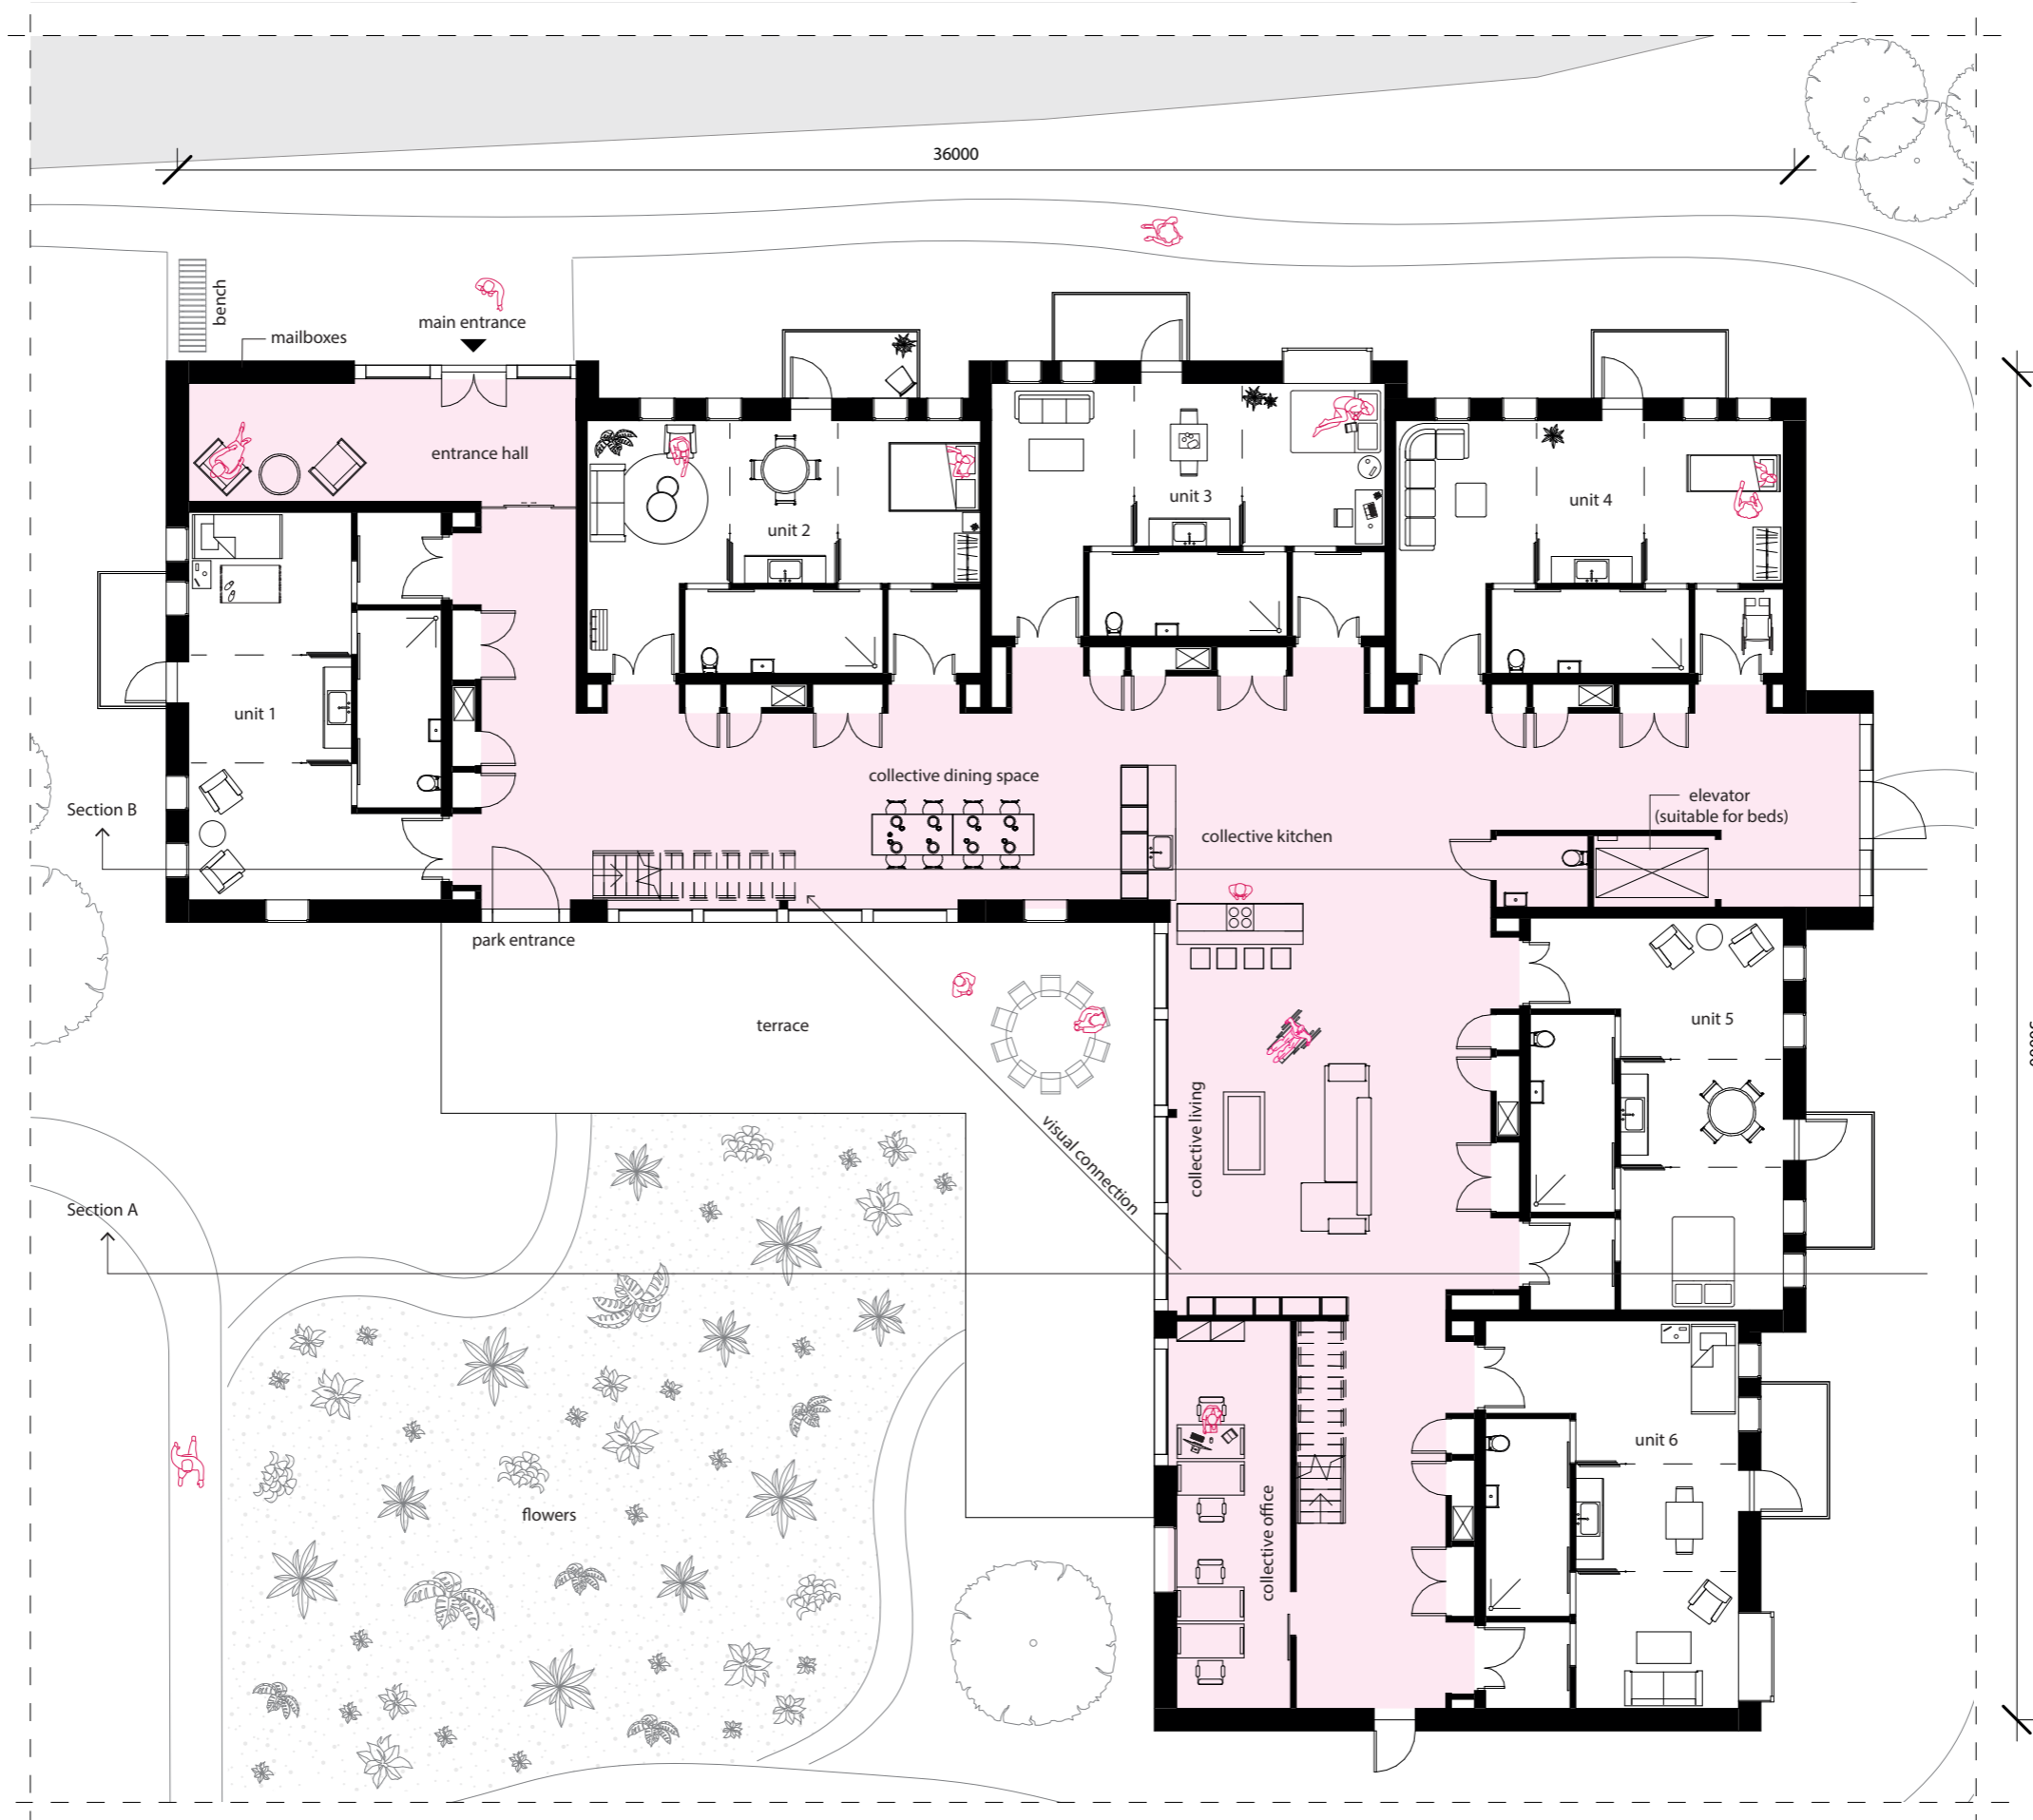 36000
bench
mailboxes
main entrance
entrance hall
unit 1
unit 2
unit 3
unit 4
Section B
collective dining space
collective kitchen
elevator
(suitable for beds)
park entrance
terrace
unit 5
visual connection
collective living
Section A
flowers
collective office
unit 6